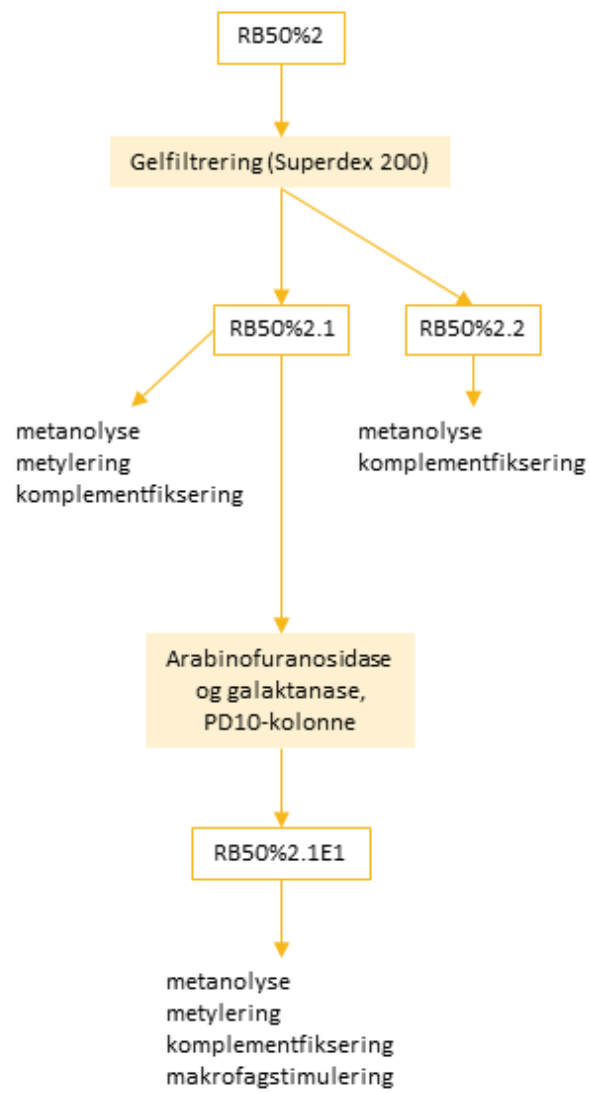 RB50%2
Gelfiltrering (Superdex 200)
RB50%2.1
RB50%2.2
metanolyse
metylering
komplementfiksering
metanolyse
komplementfiksering
Arabinofuranosidase
og galaktanase,
PD10-kolonne
RB50%2.1E1
metanolyse
metylering
komplementfiksering
makrofagstimulering